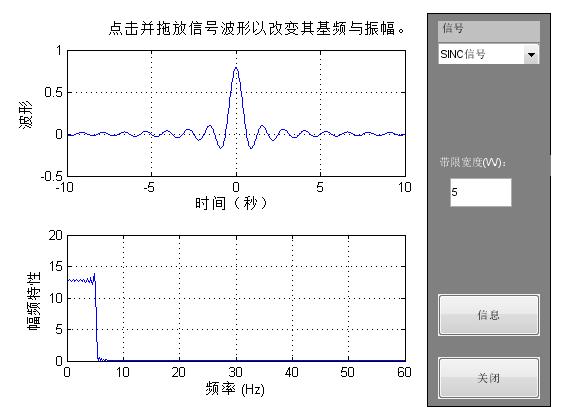 点击并拖放信号波形以改变其基频与振幅。
信号
SINC信号
1
0.5
0
-0.5
波形
-10 -5 0 5 10
时间(秒)
带限宽度(W):
5
20
15
10
5
0
幅频特性
0 10 20 30 40 50 60
频率 (Hz)
信息
关闭